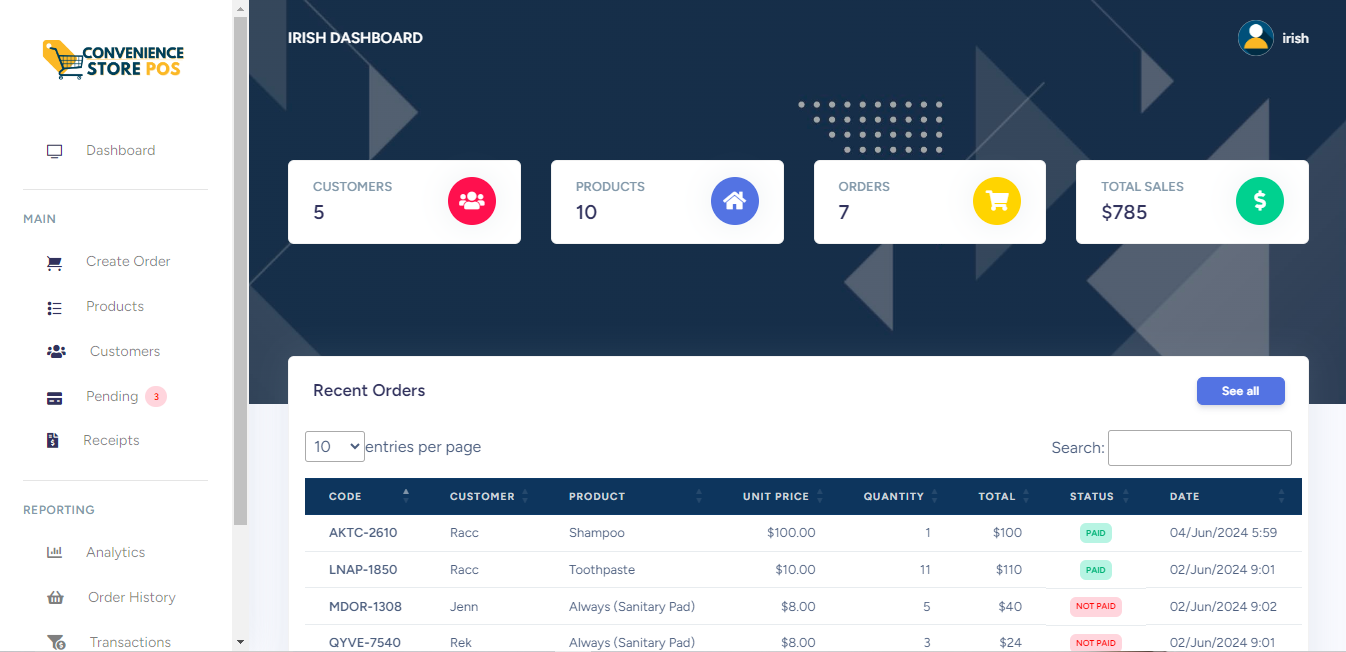 CONVENIENCE
STORE POS
Dashboard
MAIN
Create Order
Products
Customers
Pending 3
Receipts
REPORTING
Analytics
Order History
Transactions
IRISH DASHBOARD
irish
CUSTOMERS
5
PRODUCTS
10
ORDERS
7
TOTAL SALES
$785
Recent Orders
See all
10 entries per page
Search:
CODE CUSTOMER PRODUCT UNIT PRICE QUANTITY TOTAL STATUS DATE
AKTC-2610 Racc Shampoo $100.00 1 $100 PAID 04/Jun/2024 5:59
LNAP-1850 Racc Toothpaste $10.00 11 $110 PAID 02/Jun/2024 9:01
MDOR-1308 Jenn Always (Sanitary Pad) $8.00 5 $40 NOT PAID 02/Jun/2024 9:02
QYVE-7540 Rek Always (Sanitary Pad) $8.00 3 $24 NOT PAID 02/Jun/2024 9:01